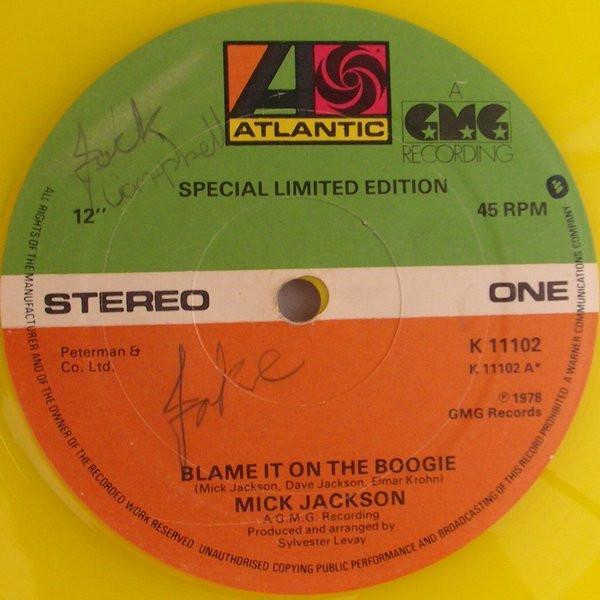 ATLANTIC
A
GMG
RECORDING
Jack
Campbell
SPECIAL LIMITED EDITION
12"
45 RPM
STEREO
ONE
Peterman &
Co. Ltd.
K 11102
K 11102 A*
Ⓟ 1978
GMG Records
Jake
BLAME IT ON THE BOOGIE
(Mick Jackson, Dave Jackson, Elmar Krohn)
MICK JACKSON
A G.M.G. Recording
Produced and arranged by
Sylvester Levay
ALL RIGHTS OF THE MANUFACTURER AND OF THE OWNER OF THE RECORDED WORK RESERVED. UNAUTHORISED COPYING PUBLIC PERFORMANCE AND BROADCASTING OF THIS RECORD PROHIBITED. A WARNER COMMUNICATIONS COMPANY